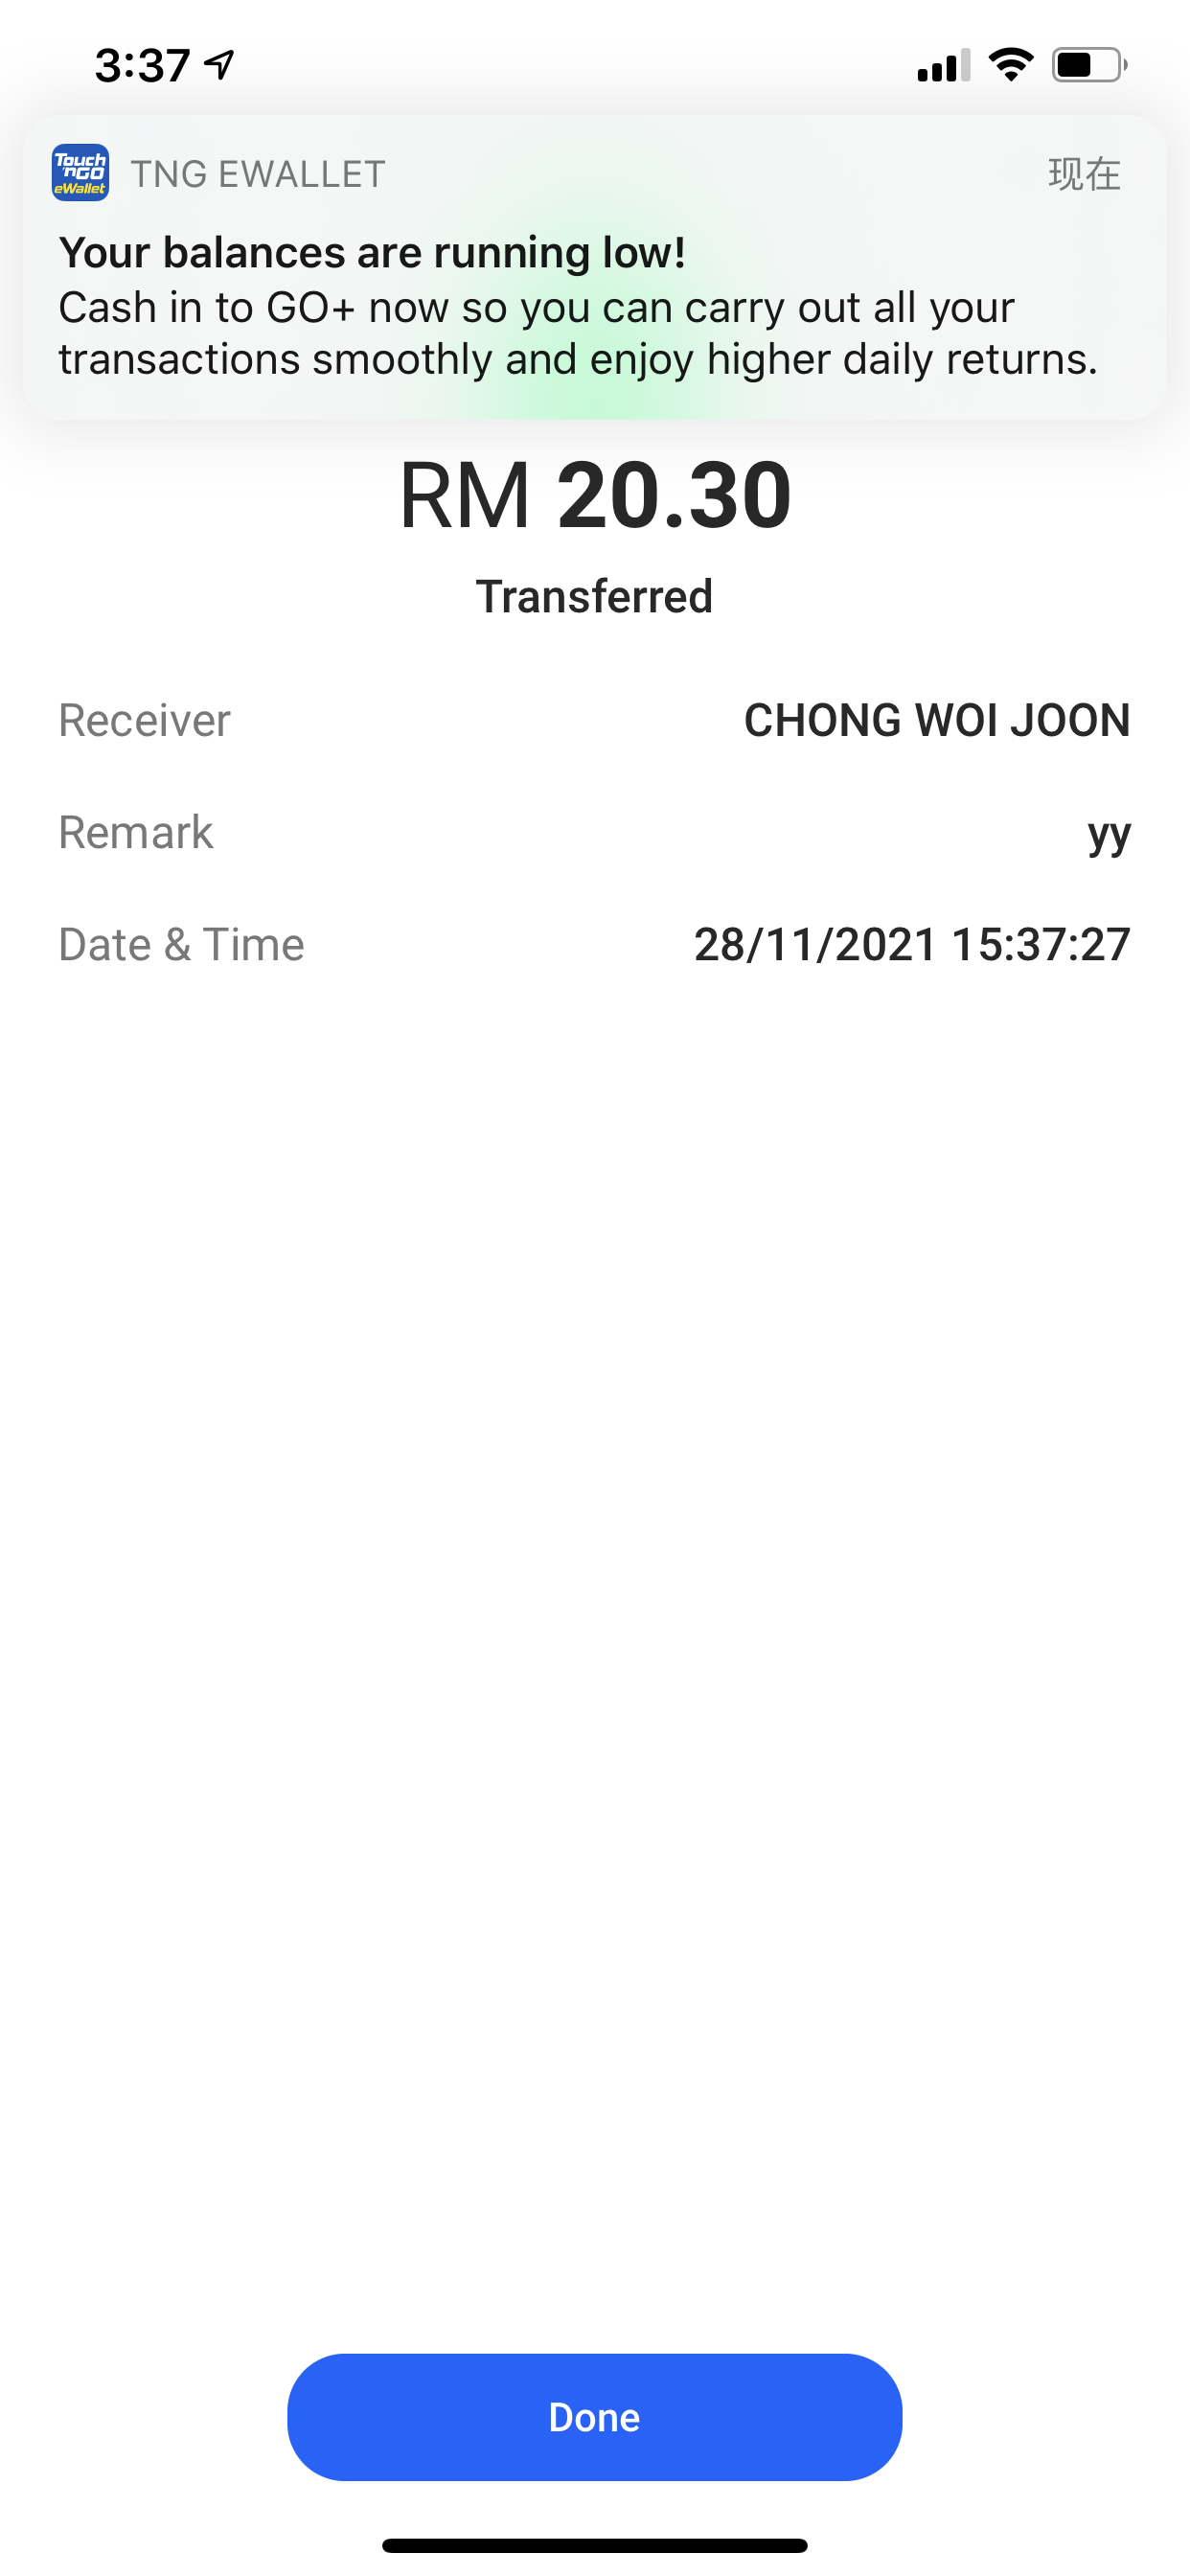 3:37
Touch 'nGO eWallet
TNG EWALLET
现在
Your balances are running low!
Cash in to GO+ now so you can carry out all your
transactions smoothly and enjoy higher daily returns.
RM 20.30
Transferred
Receiver CHONG WOI JOON
Remark yy
Date & Time 28/11/2021 15:37:27
Done